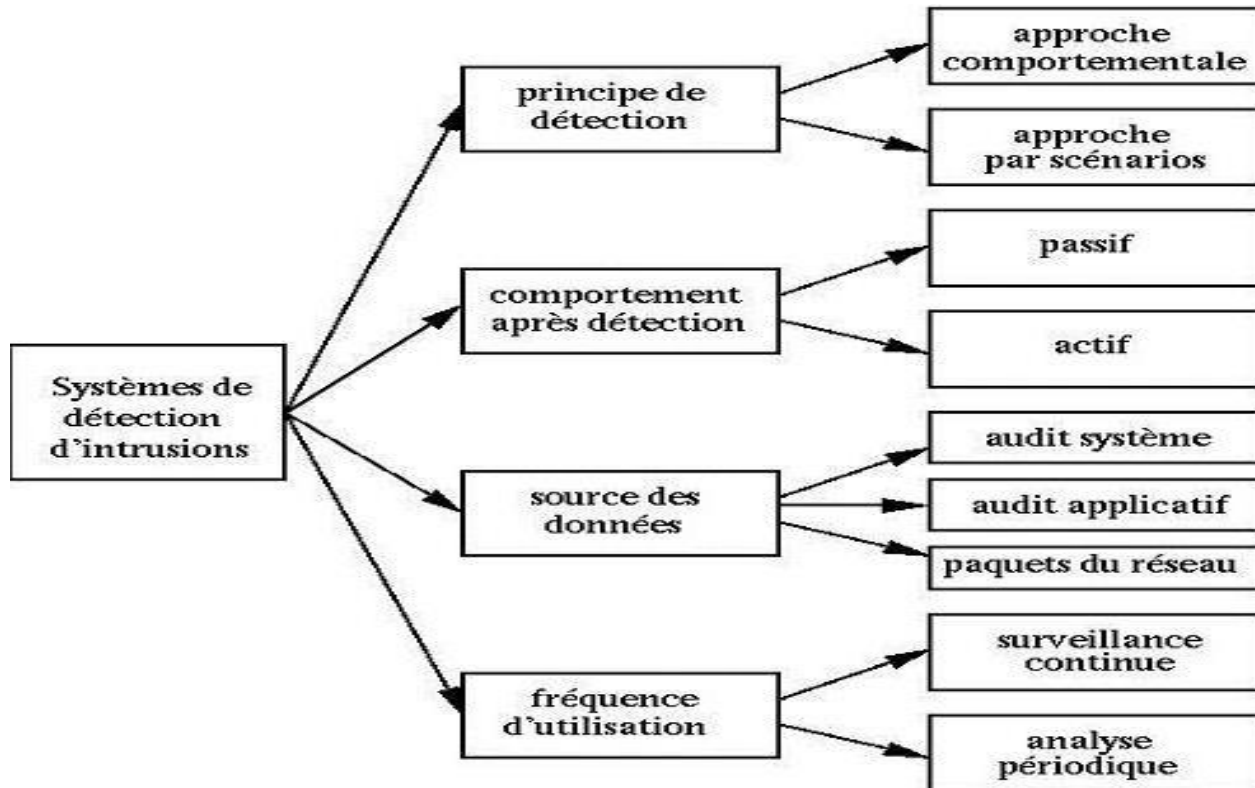 Systèmes de
détection
d'intrusions
principe de
détection
approche
comportementale
approche
par scénarios
comportement
après détection
passif
actif
source des
données
audit système
audit applicatif
paquets du réseau
fréquence
d'utilisation
surveillance
continue
analyse
périodique